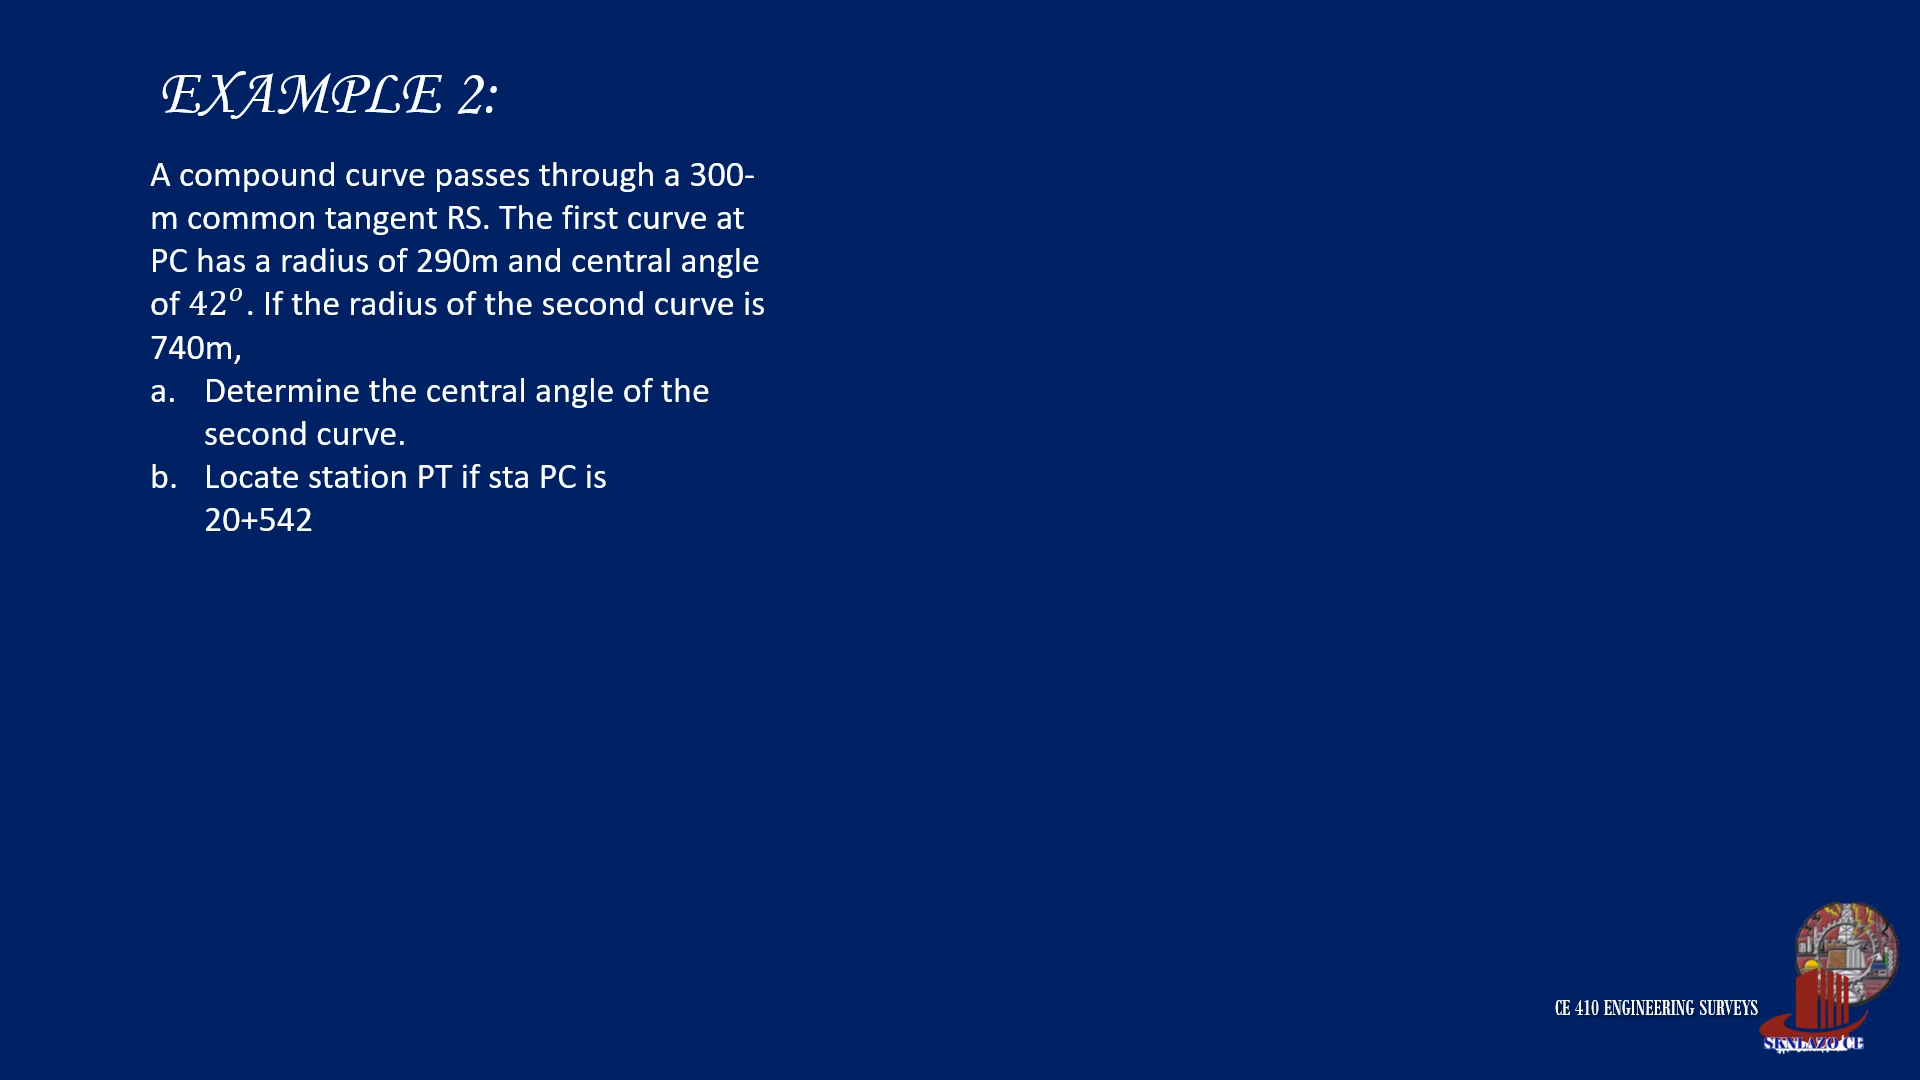 EXAMPLE 2:
A compound curve passes through a 300-
m common tangent RS. The first curve at
PC has a radius of 290m and central angle
of 42°. If the radius of the second curve is
740m,
a. Determine the central angle of the
second curve.
b. Locate station PT if sta PC is
20+542
CE 410 ENGINEERING SURVEYS